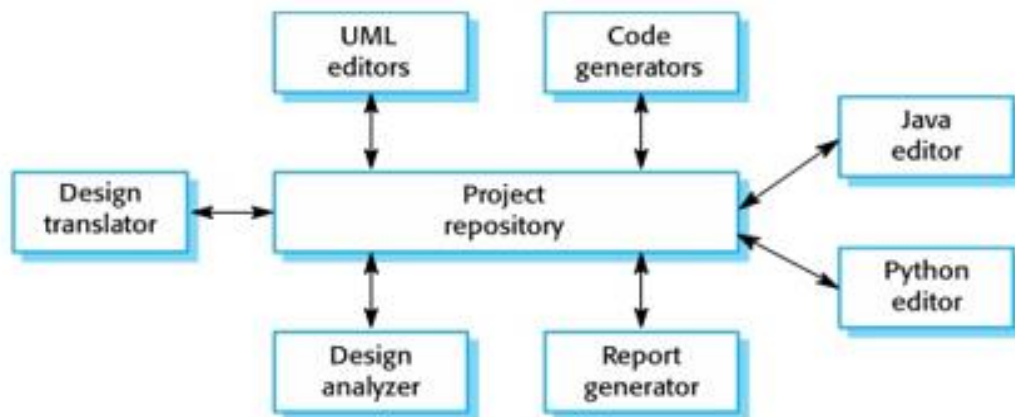 UML
editors
Code
generators
Java
editor
Design
translator
Project
repository
Python
editor
Design
analyzer
Report
generator